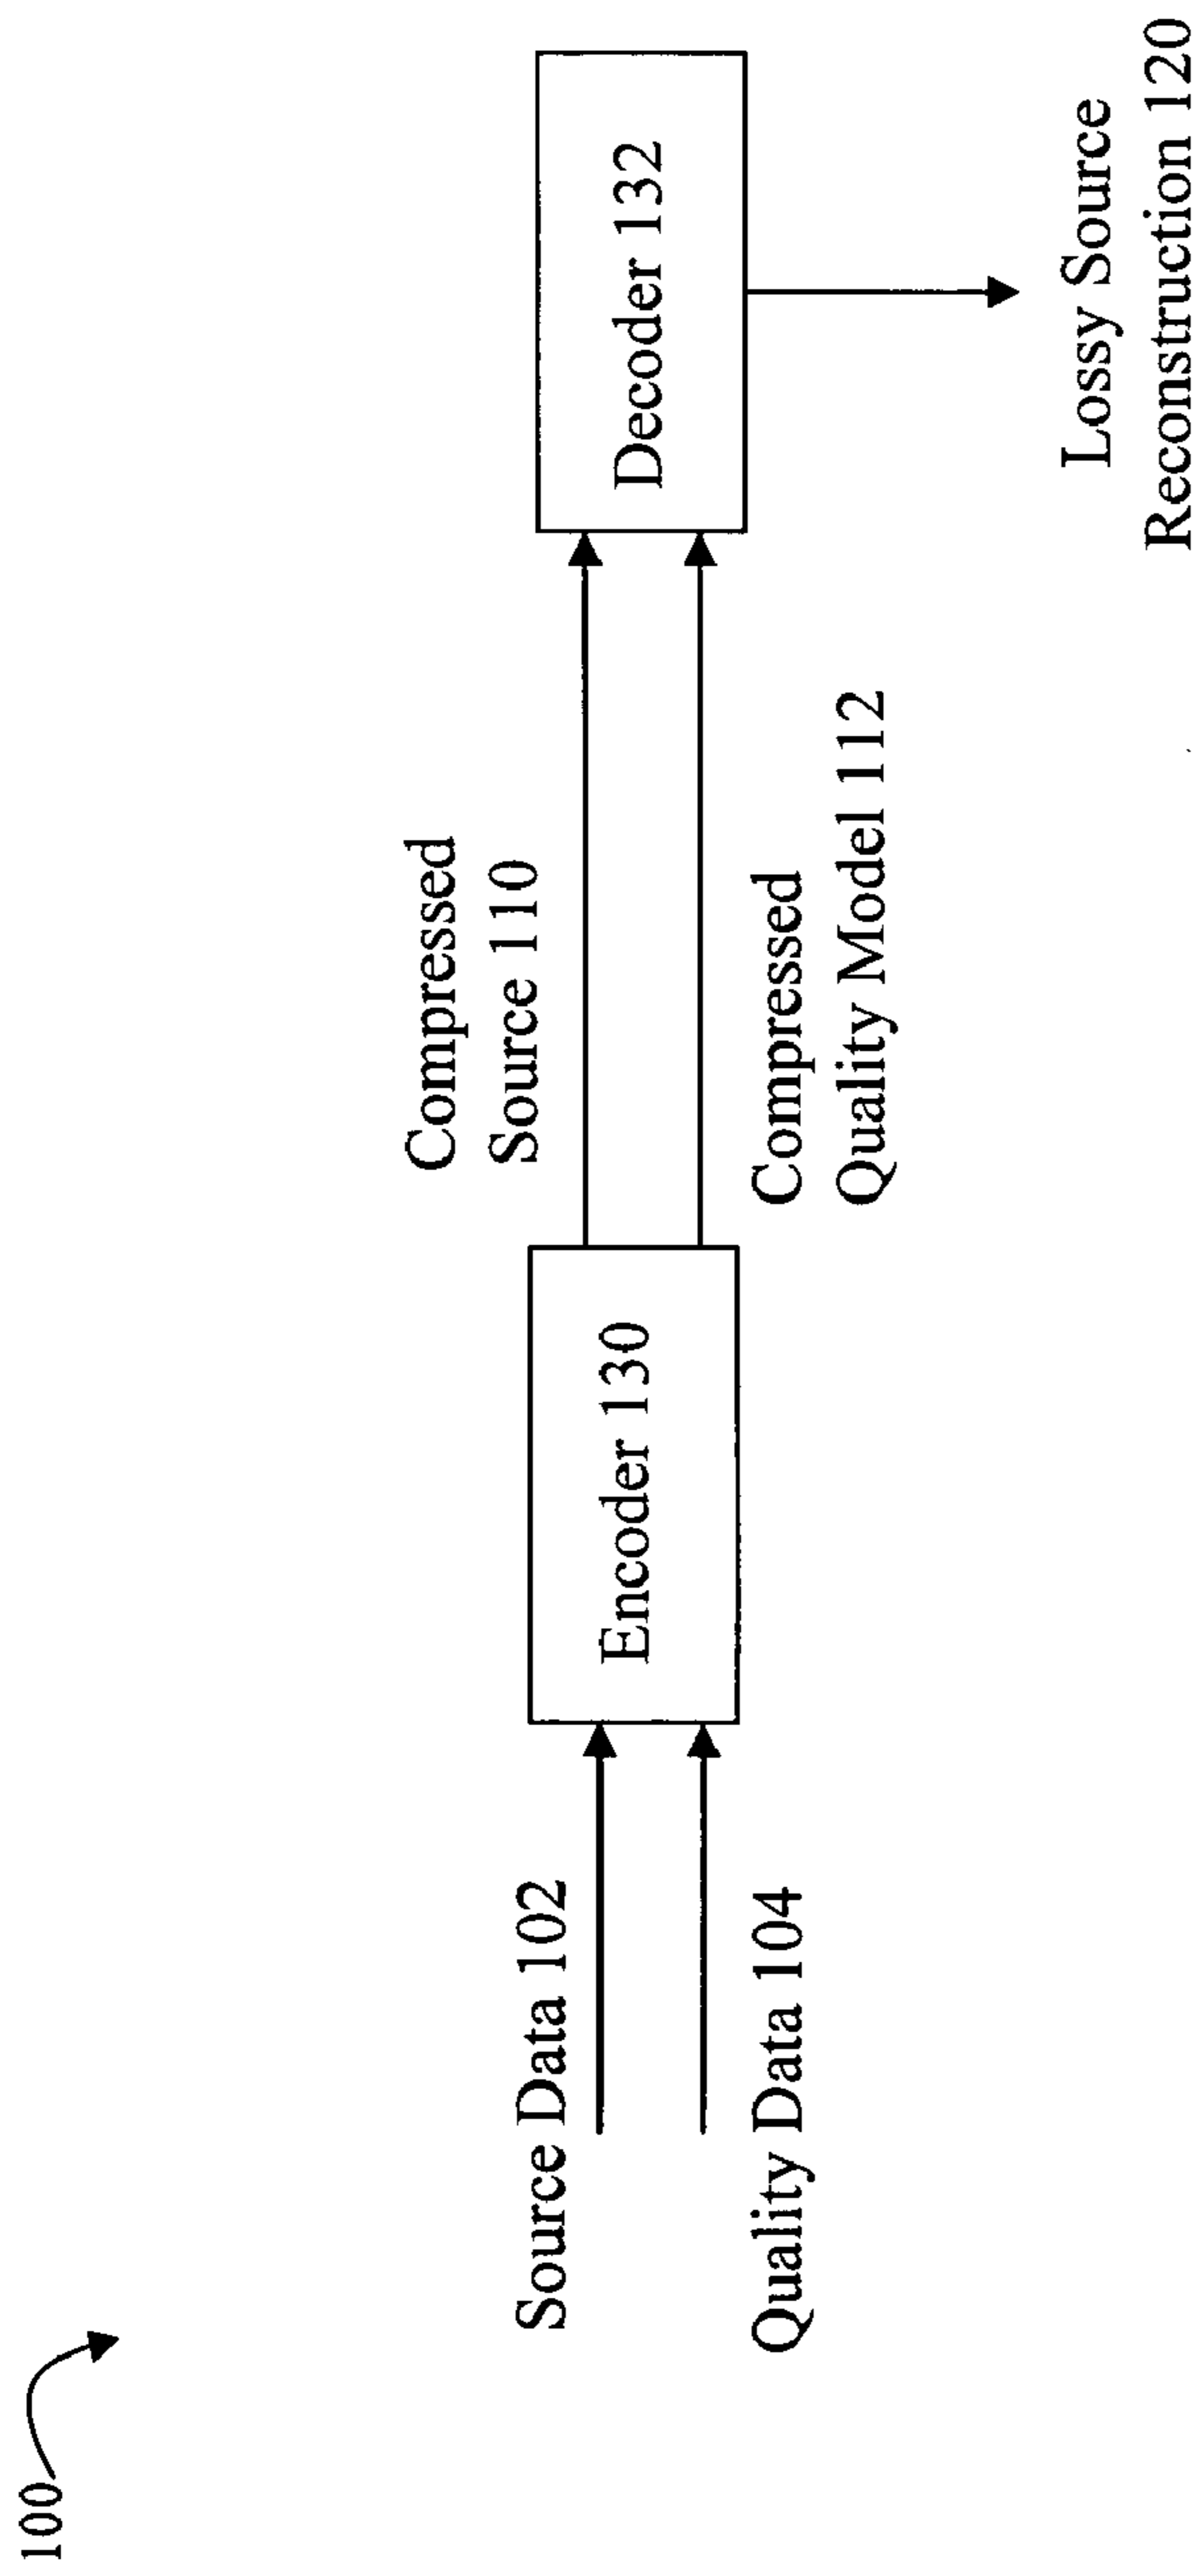 100
Source Data 102
Quality Data 104
Encoder 130
Compressed
Source 110
Compressed
Quality Model 112
Decoder 132
Lossy Source
Reconstruction 120